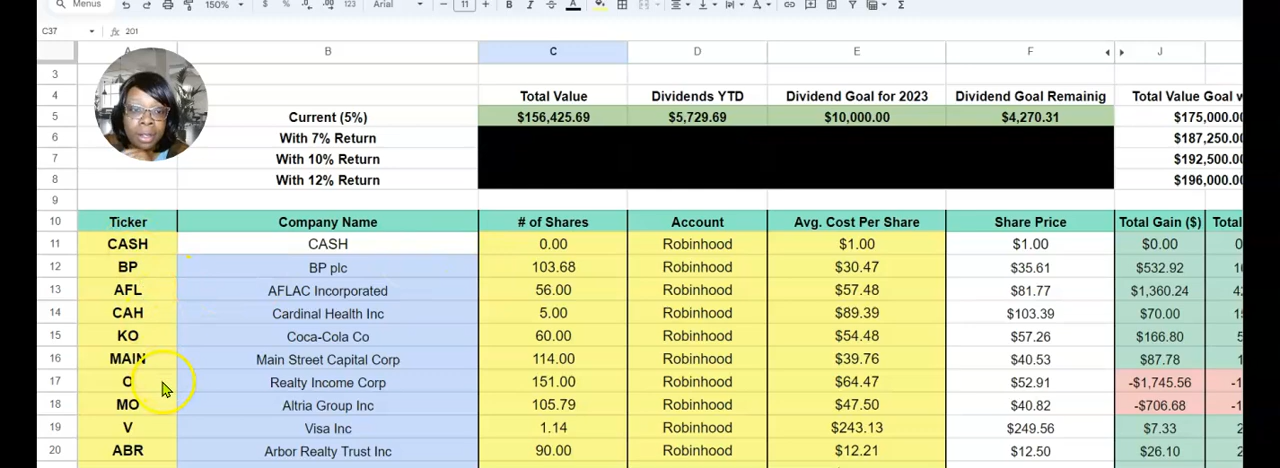 Menus 150% $ % .0 .00 123 Arial 11 B I A
C37 201
A B C D E F J
3
4 Total Value Dividends YTD Dividend Goal for 2023 Dividend Goal Remainig Total Value Goal w
5 Current (5%) $156,425.69 $5,729.69 $10,000.00 $4,270.31 $175,000.00
6 With 7% Return $187,250.00
7 With 10% Return $192,500.00
8 With 12% Return $196,000.00
9
10 Ticker Company Name # of Shares Account Avg. Cost Per Share Share Price Total Gain ($) Total
11 CASH CASH 0.00 Robinhood $1.00 $1.00 $0.00 0
12 BP BP plc 103.68 Robinhood $30.47 $35.61 $532.92
13 AFL AFLAC Incorporated 56.00 Robinhood $57.48 $81.77 $1,360.24
14 CAH Cardinal Health Inc 5.00 Robinhood $89.39 $103.39 $70.00
15 KO Coca-Cola Co 60.00 Robinhood $54.48 $57.26 $166.80
16 MAIN Main Street Capital Corp 114.00 Robinhood $39.76 $40.53 $87.78
17 O Realty Income Corp 151.00 Robinhood $64.47 $52.91 -$1,745.56
18 MO Altria Group Inc 105.79 Robinhood $47.50 $40.82 -$706.68
19 V Visa Inc 1.14 Robinhood $243.13 $249.56 $7.33
20 ABR Arbor Realty Trust Inc 90.00 Robinhood $12.21 $12.50 $26.10